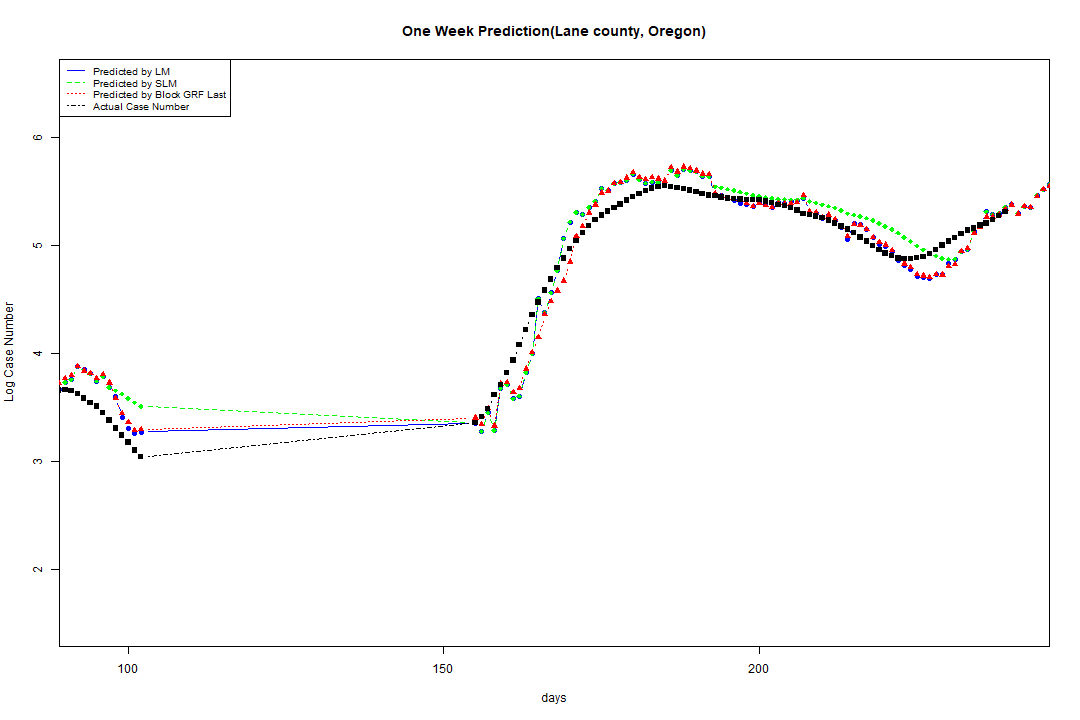 One Week Prediction(Lane county, Oregon)
Predicted by LM
Predicted by SLM
Predicted by Block GRF Last
Actual Case Number
6
5
4
3
2
Log Case Number
100
150
200
days